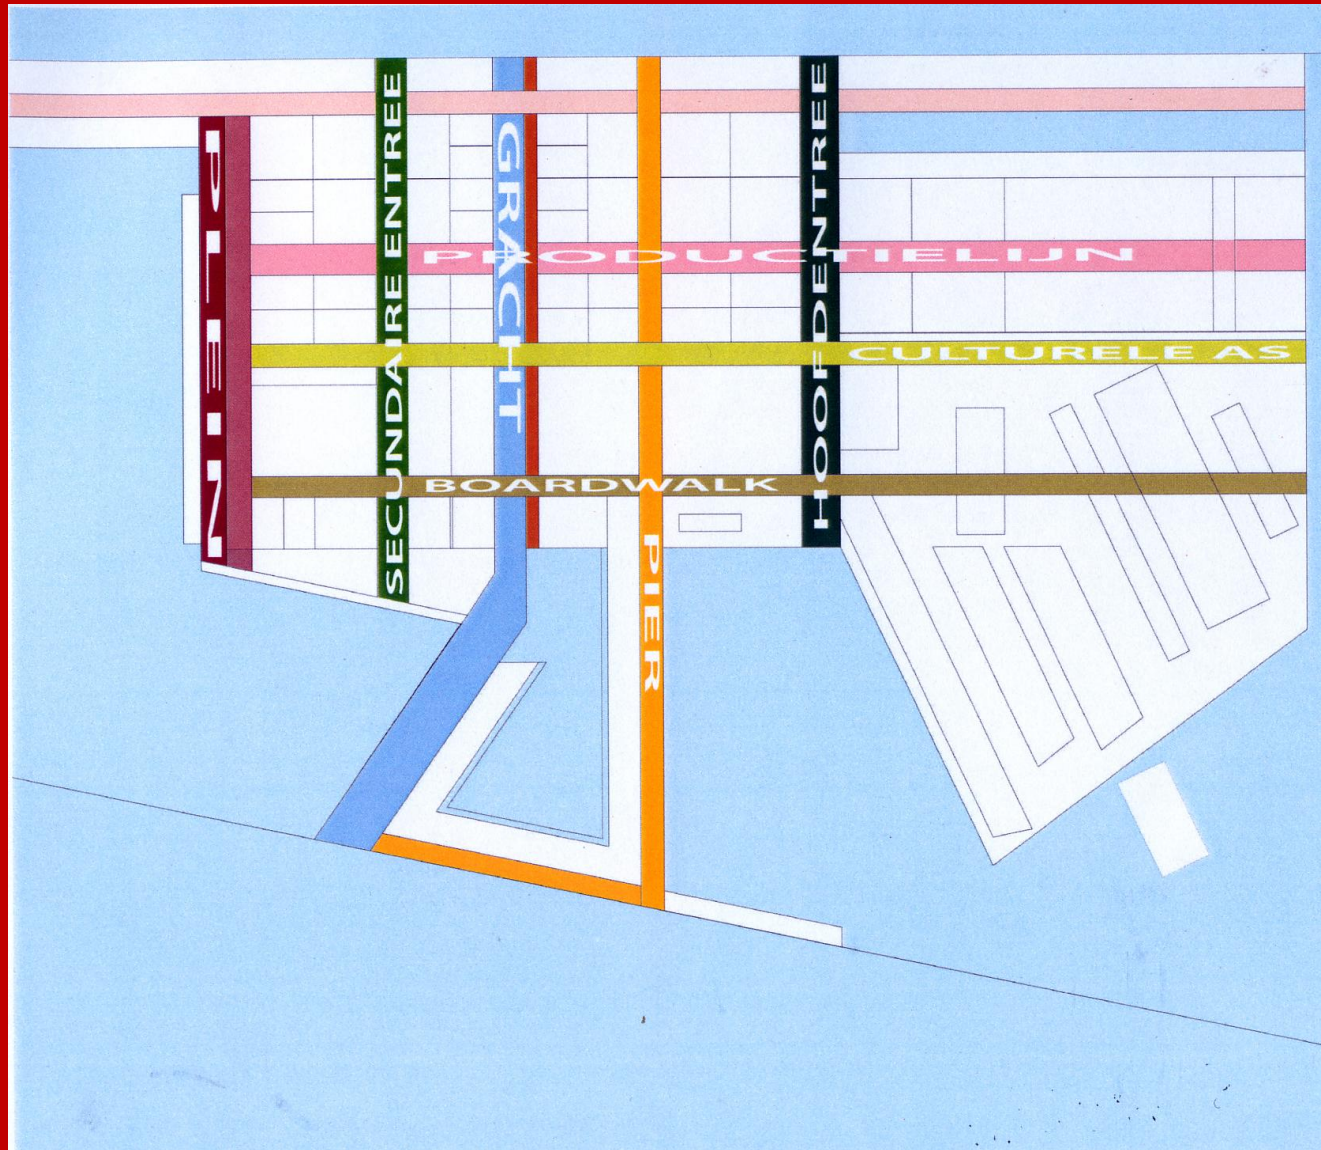 PLEIN
SECUNDAIRE ENTREE
GRACHT
PIER
HOOFDENTREE
PRODUCTIELIJN
CULTURELE AS
BOARDWALK